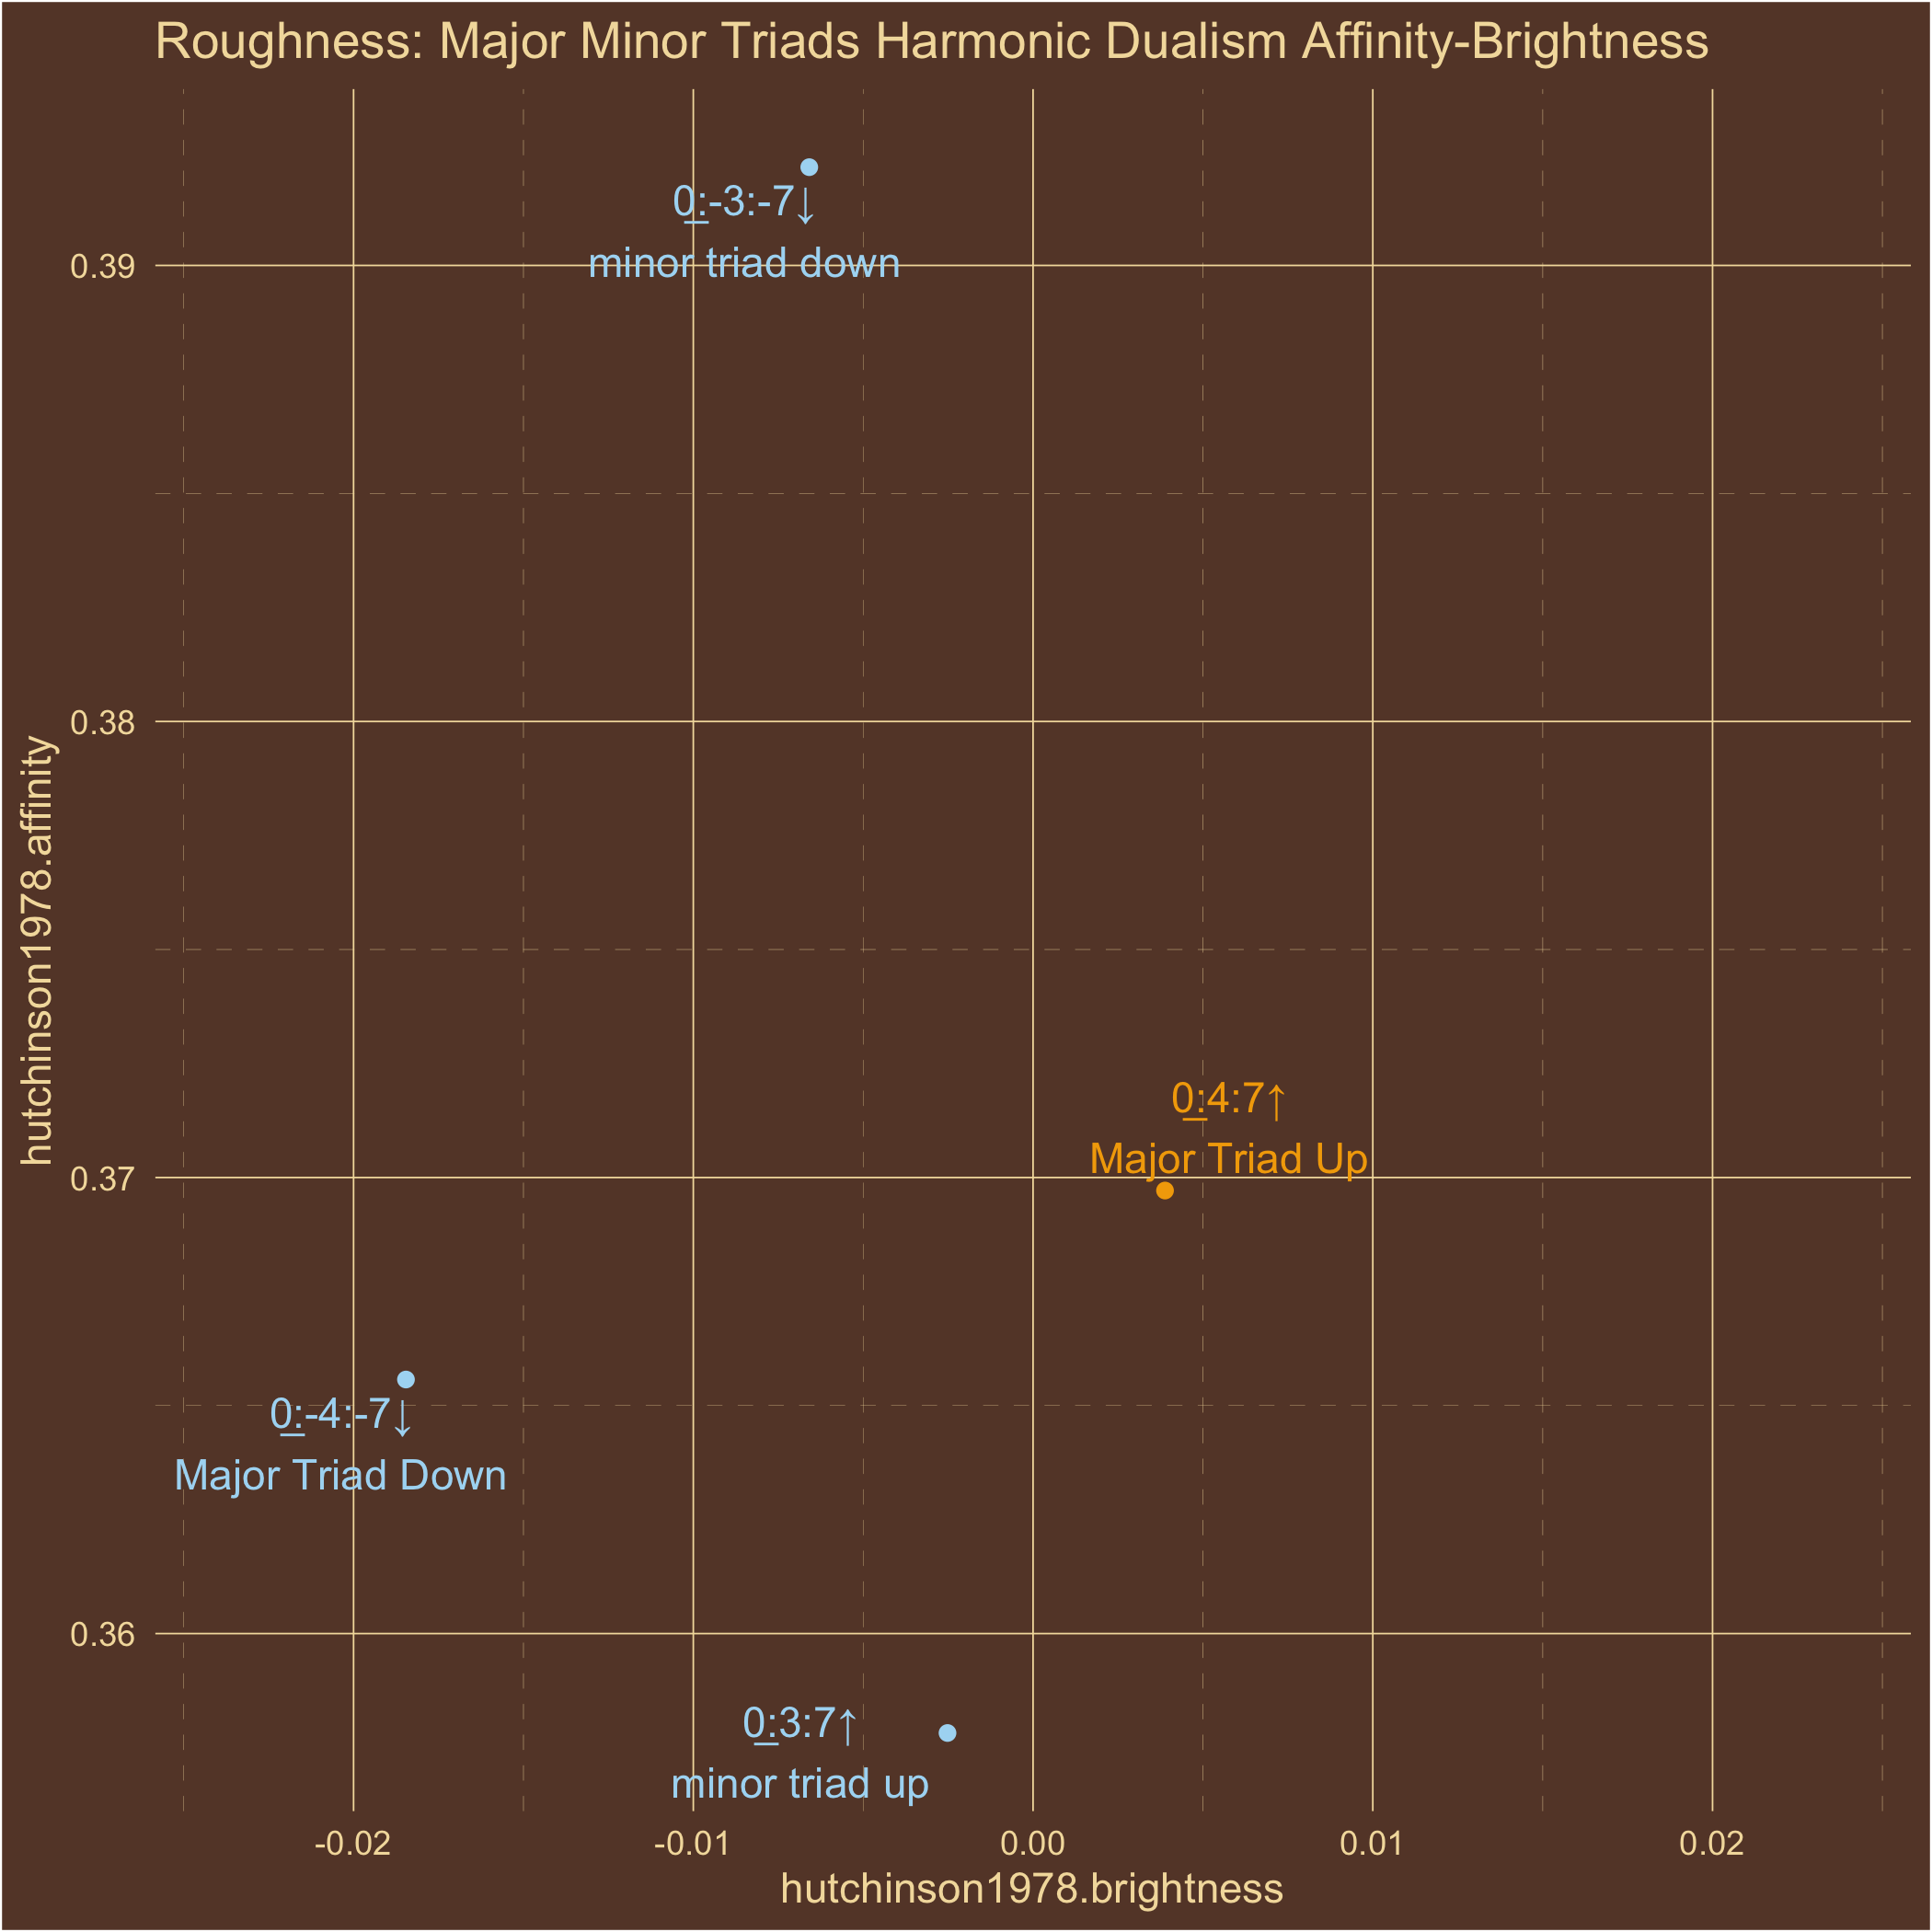 Roughness: Major Minor Triads Harmonic Dualism Affinity-Brightness
0:-3:-7↓
minor triad down
0.39
0.38
hutchinson1978.affinity
0:4:7↑
Major Triad Up
0.37
0:-4:-7↓
Major Triad Down
0.36
0:3:7↑
minor triad up
-0.02 -0.01 0.00 0.01 0.02
hutchinson1978.brightness